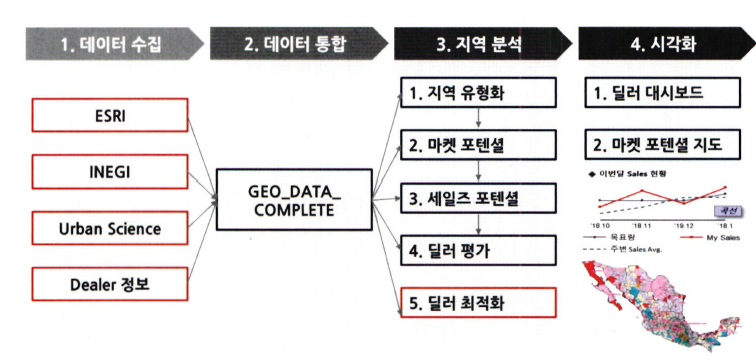 1. 데이터 수집
2. 데이터 통합
3. 지역 분석
4. 시각화
ESRI
INEGI
Urban Science
Dealer 정보
GEO_DATA_
COMPLETE
1. 지역 유형화
2. 마켓 포텐셜
3. 세일즈 포텐셜
4. 딜러 평가
5. 딜러 최적화
1. 딜러 대시보드
2. 마켓 포텐셜 지도
◆ 이번달 Sales 현황
곡선
'18 10 '18 11 '19 12 '18 1
목표량 My Sales
주변 Sales Avg.